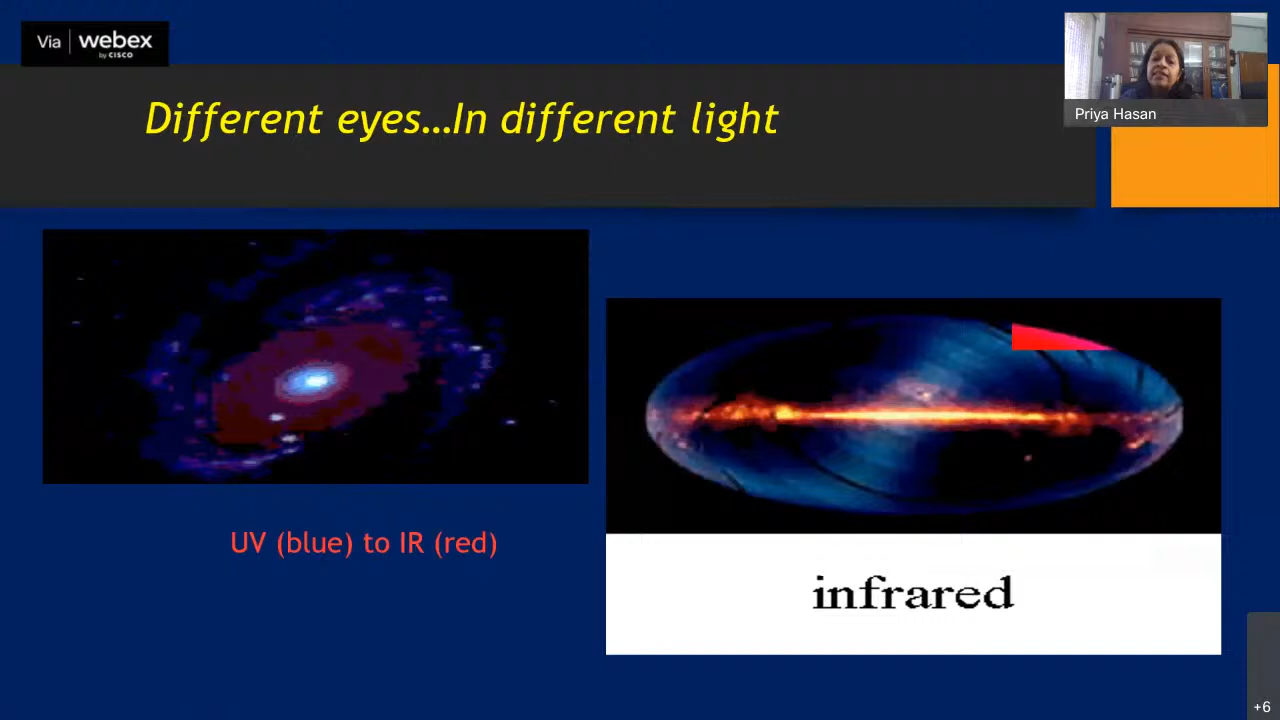 Via webex
by CISCO
Priya Hasan
Different eyes...In different light
UV (blue) to IR (red)
infrared
+6